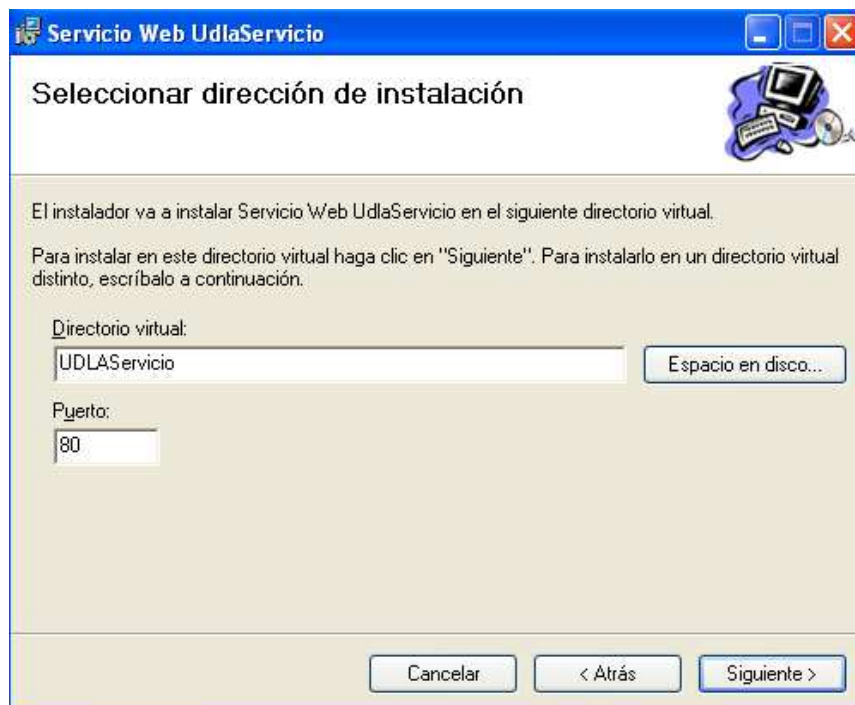 Servicio Web UdlaServicio
Seleccionar dirección de instalación
El instalador va a instalar Servicio Web UdlaServicio en el siguiente directorio virtual.
Para instalar en este directorio virtual haga clic en "Siguiente". Para instalarlo en un directorio virtual
distinto, escríbalo a continuación.
Directorio virtual:
UDLAServicio
Espacio en disco...
Puerto:
80
Cancelar
< Atrás
Siguiente >